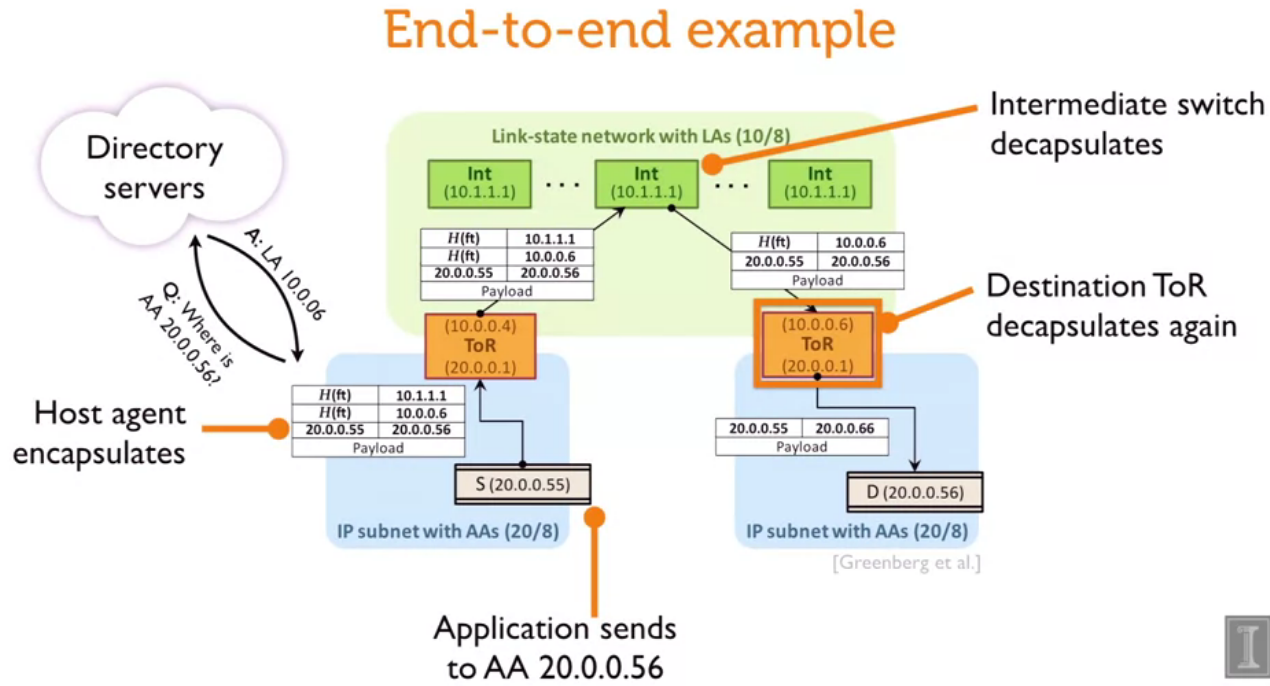 End-to-end example
Directory
servers
A: LA 10.0.06
Q: Where is
AA 20.0.0.56?
Link-state network with LAs (10/8)
Int
(10.1.1.1)
...
Int
(10.1.1.1)
...
Int
(10.1.1.1)
Intermediate switch
decapsulates
H(ft) 10.1.1.1
H(ft) 10.0.0.6
20.0.0.55 20.0.0.56
Payload
H(ft) 10.0.0.6
20.0.0.55 20.0.0.56
Payload
(10.0.0.4)
ToR
(20.0.0.1)
(10.0.0.6)
ToR
(20.0.0.1)
Destination ToR
decapsulates again
Host agent
encapsulates
H(ft) 10.1.1.1
H(ft) 10.0.0.6
20.0.0.55 20.0.0.56
Payload
20.0.0.55 20.0.0.66
Payload
S (20.0.0.55)
D (20.0.0.56)
IP subnet with AAs (20/8)
IP subnet with AAs (20/8)
[Greenberg et al.]
Application sends
to AA 20.0.0.56
I